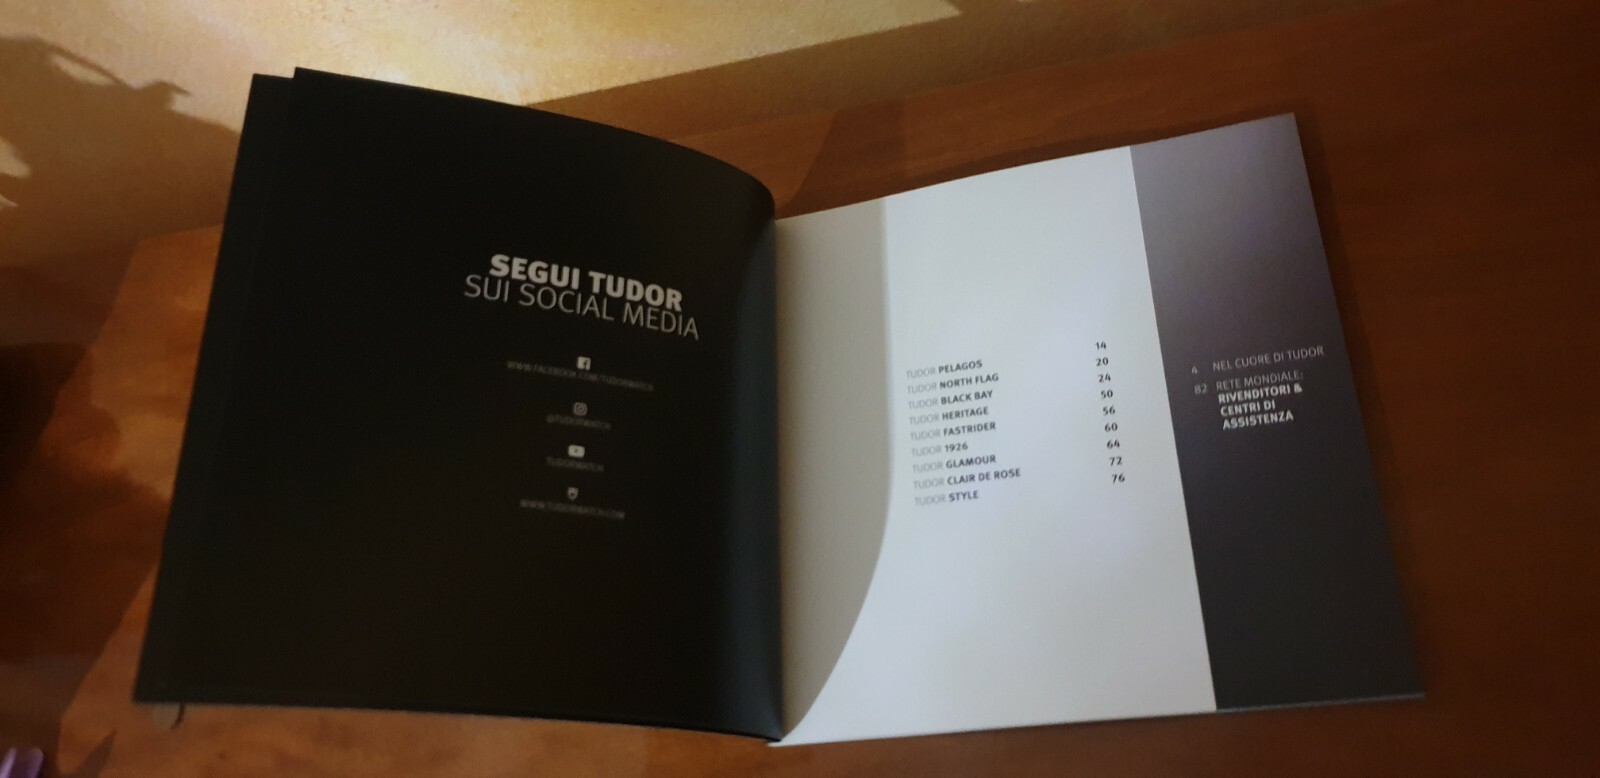 SEGUI TUDOR
SUI SOCIAL MEDIA
WWW.FACEBOOK.COM/TUDORWATCH
@TUDORWATCH
TUDORWATCH
WWW.TUDORWATCH.COM
TUDOR PELAGOS 14
TUDOR NORTH FLAG 20
TUDOR BLACK BAY 24
TUDOR HERITAGE 50
TUDOR FASTRIDER 56
TUDOR 1926 60
TUDOR GLAMOUR 64
TUDOR CLAIR DE ROSE 72
TUDOR STYLE 76
4 NEL CUORE DI TUDOR
82 RETE MONDIALE:
RIVENDITORI &
CENTRI DI
ASSISTENZA